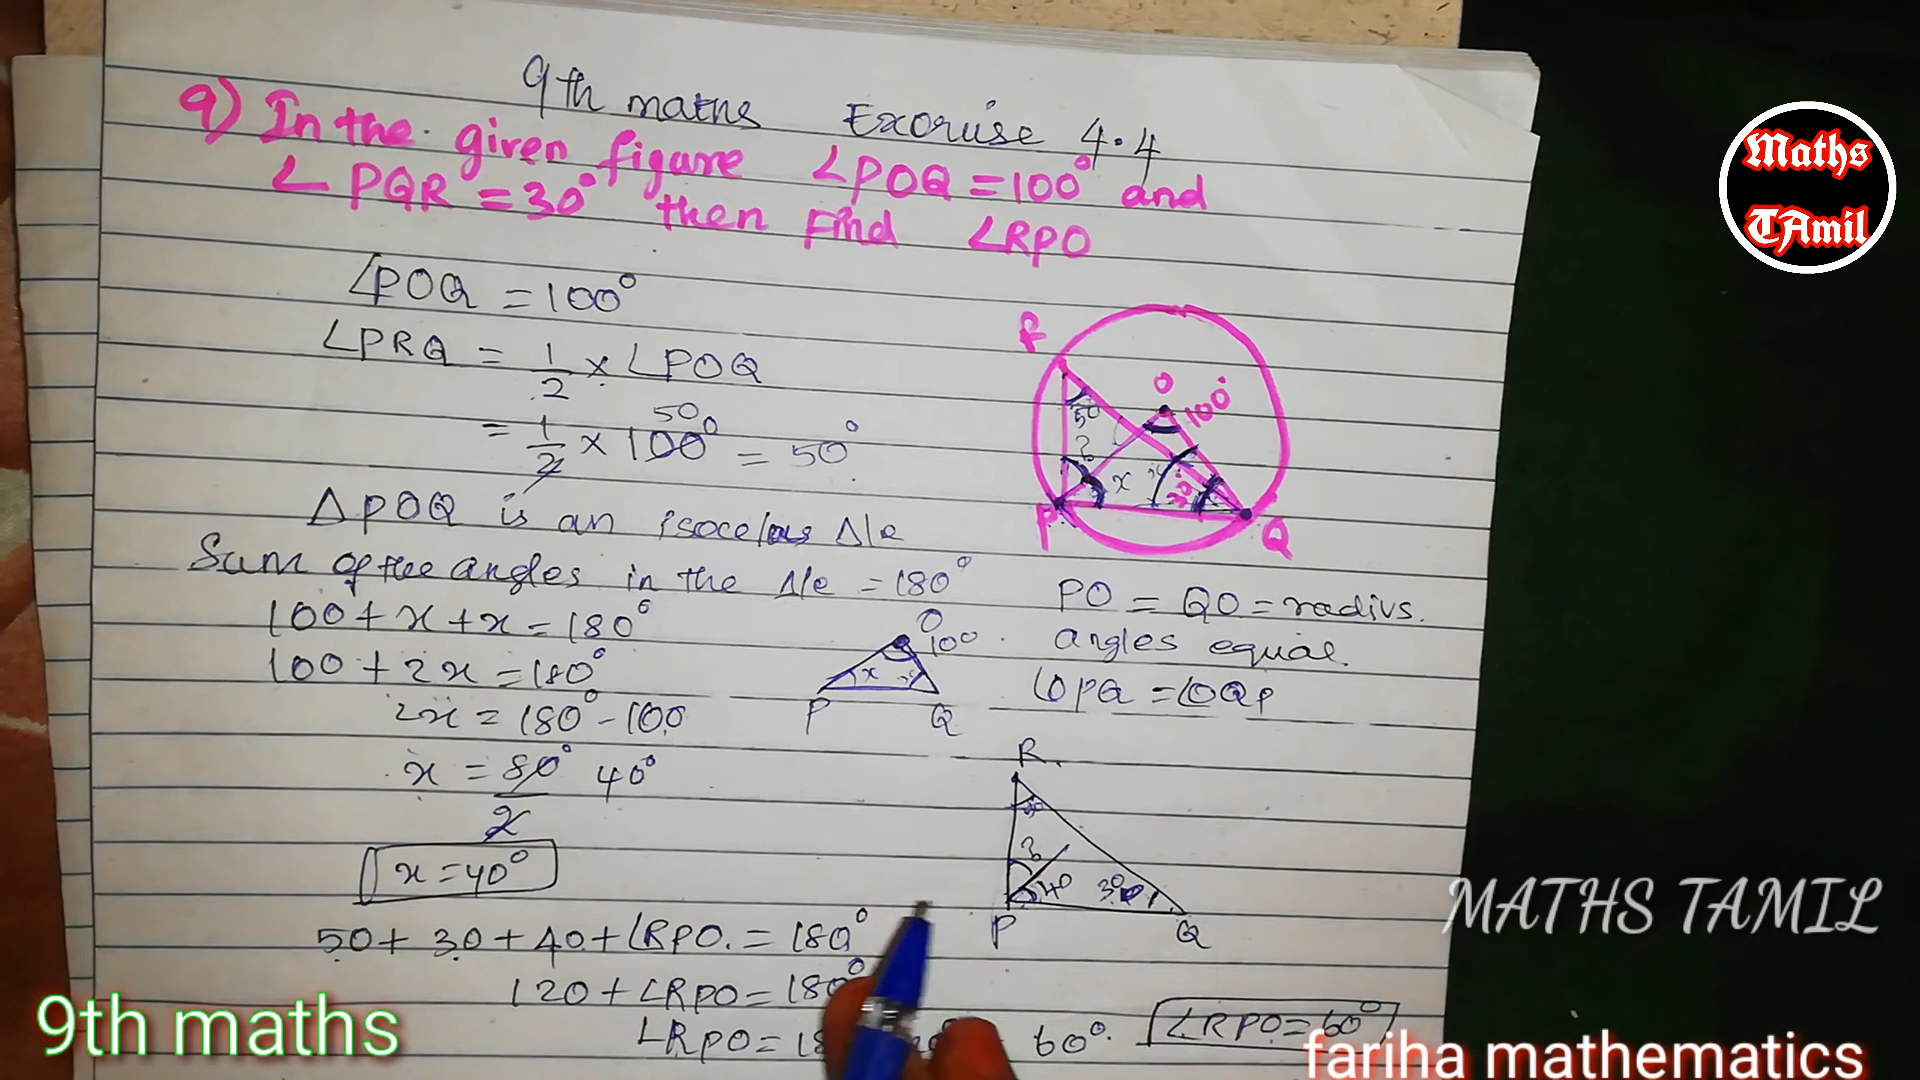 9th maths Exercise 4.4
9) In the given figure ∠POQ = 100° and
∠PQR = 30° then Find ∠RPO
∠POQ = 100°
∠PRQ = 1/2 × ∠POQ
50
= 1/2 × 100° = 50°
ΔPOQ is an isoceles Δle
Sum of the angles in the Δle = 180°
100 + x + x = 180°
100 + 2x = 180°
2x = 180° - 100
x = 80°/2 40°
x = 40°
50 + 30 + 40 + ∠RPO = 180°
120 + ∠RPO = 180°
∠RPO = 60°
∠RPO = 60°
R
O
100°
50
?
x
30°
P
Q
PO = QO = radius.
angles equal.
∠OPQ = ∠OQP
O
100
x
P
Q
R
?
40
30
P
Q
Maths
TAmil
MATHS TAMIL
9th maths
fariha mathematics